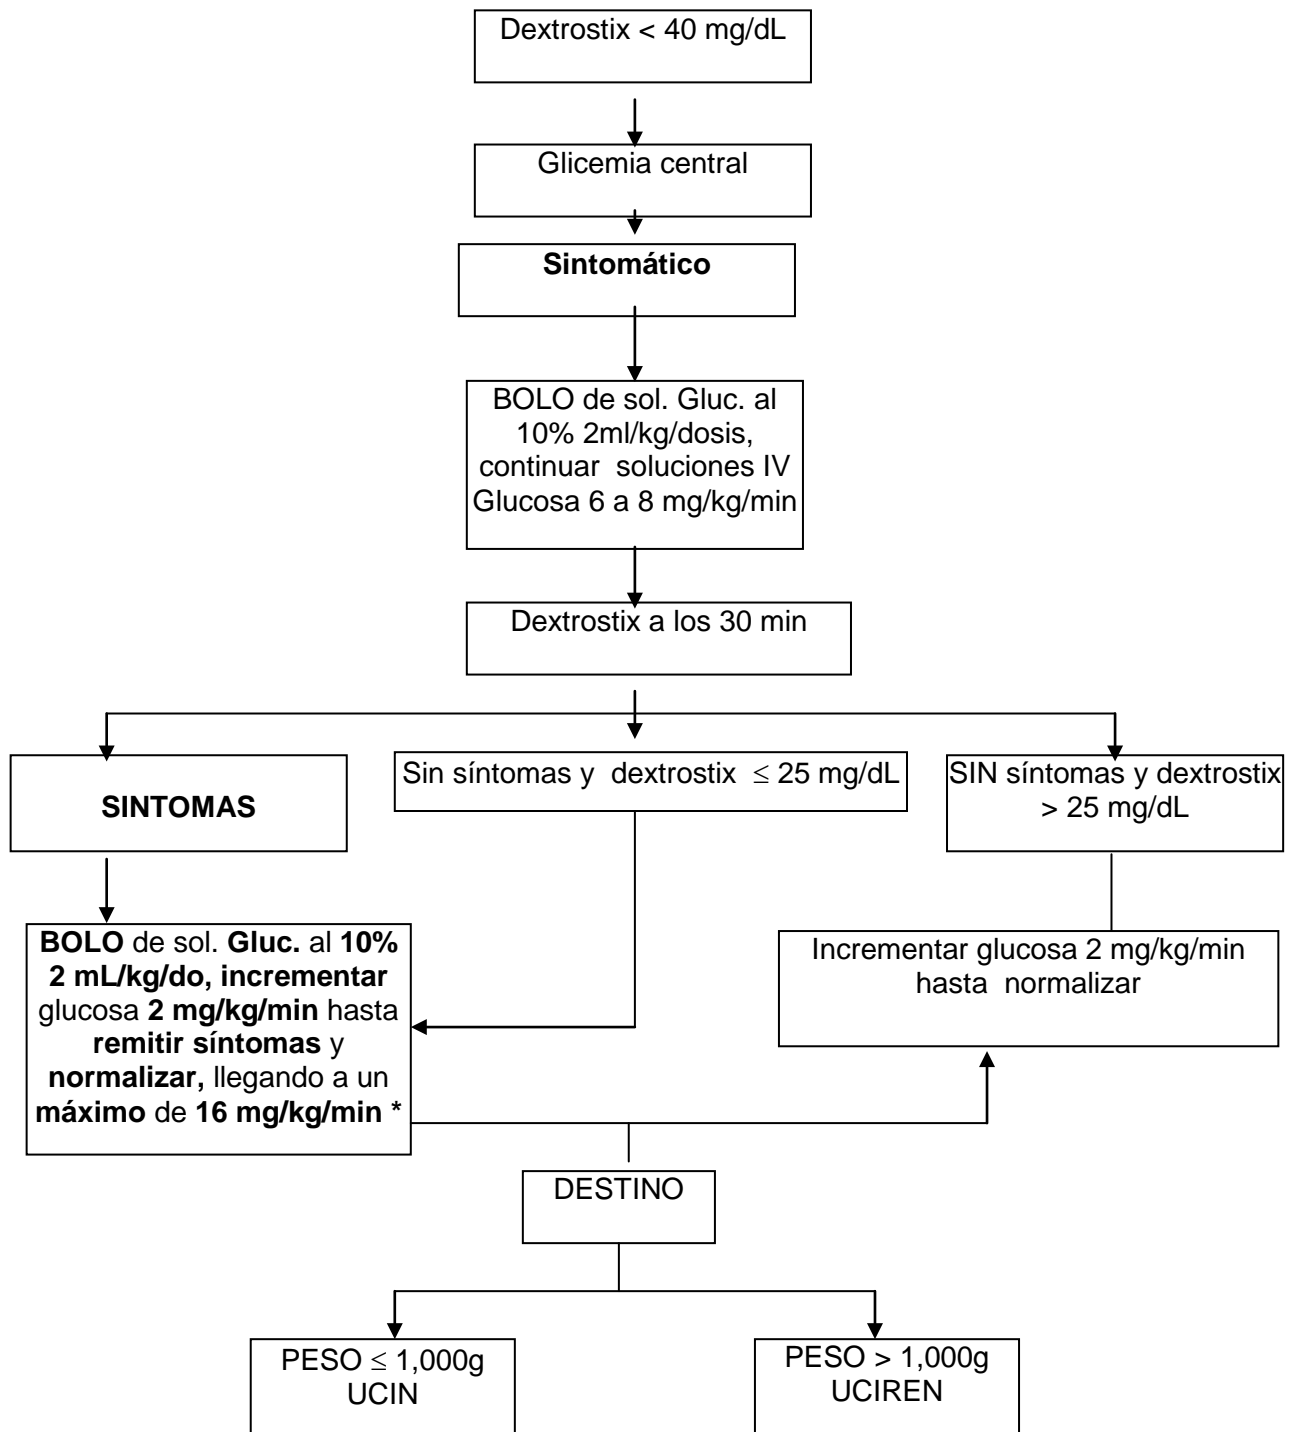 Dextrostix < 40 mg/dL
Glicemia central
Sintomático
BOLO de sol. Gluc. al
10% 2ml/kg/dosis,
continuar soluciones IV
Glucosa 6 a 8 mg/kg/min
Dextrostix a los 30 min
SINTOMAS
Sin síntomas y dextrostix ≤ 25 mg/dL
SIN síntomas y dextrostix
> 25 mg/dL
BOLO de sol. Gluc. al 10%
2 mL/kg/do, incrementar
glucosa 2 mg/kg/min hasta
remitir síntomas y
normalizar, llegando a un
máximo de 16 mg/kg/min *
Incrementar glucosa 2 mg/kg/min
hasta normalizar
DESTINO
PESO ≤ 1,000g
UCIN
PESO > 1,000g
UCIREN